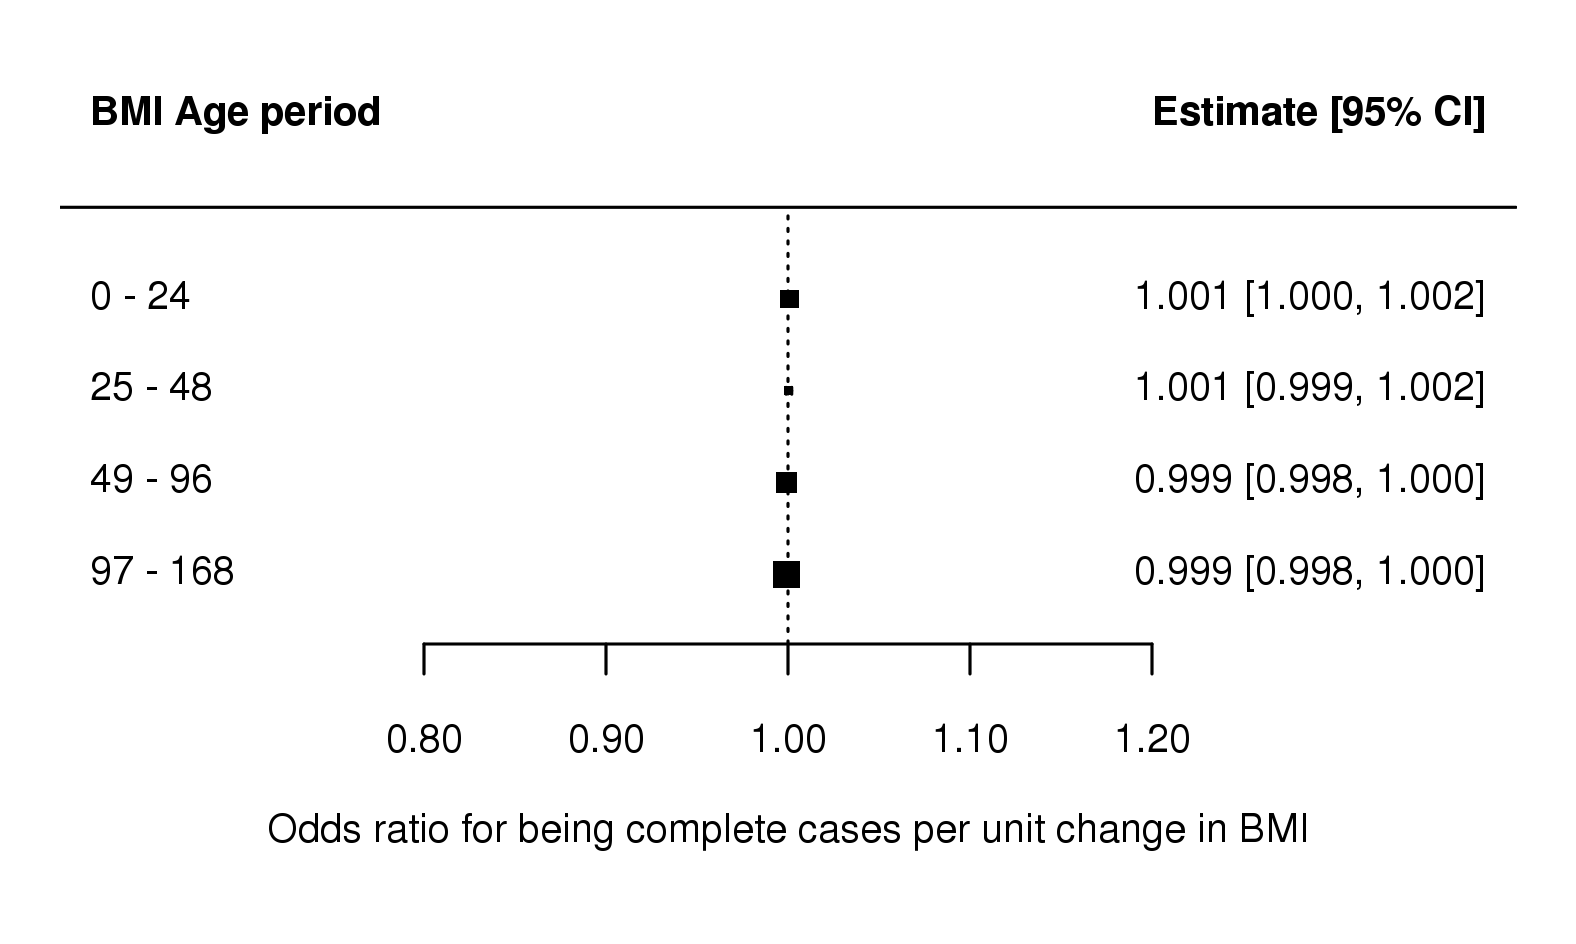 BMI Age period Estimate [95% CI]
0 - 24 1.001 [1.000, 1.002]
25 - 48 1.001 [0.999, 1.002]
49 - 96 0.999 [0.998, 1.000]
97 - 168 0.999 [0.998, 1.000]
0.80 0.90 1.00 1.10 1.20
Odds ratio for being complete cases per unit change in BMI